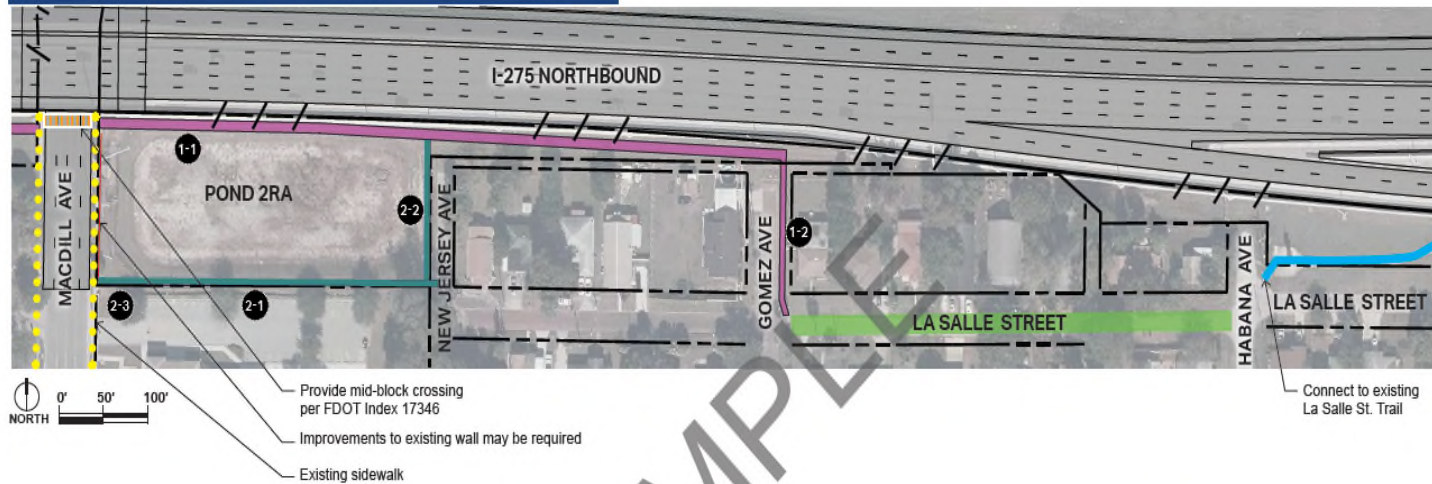 I-275 NORTHBOUND
1-1
POND 2RA
2-2
MACDILL AVE
NEW JERSEY AVE
GOMEZ AVE
1-2
HABANA AVE
LA SALLE STREET
LA SALLE STREET
2-3
2-1
NORTH
0' 50' 100'
Provide mid-block crossing
per FDOT Index 17346
Improvements to existing wall may be required
Existing sidewalk
Connect to existing
La Salle St. Trail
MPLE